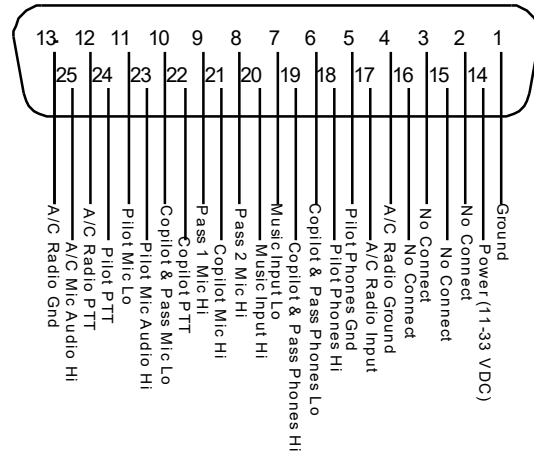 13. 12 11 10 9 8 7 6 5 4 3 2 1
25 24 23 22 21 20 19 18 17 16 15 14
A/C Radio Gnd
A/C Mic Audio Hi
A/C Radio PTT
Pilot PTT
Pilot Mic Lo
Pilot Mic Audio Hi
Copilot & Pass Mic Lo
Copilot PTT
Pass 1 Mic Hi
Copilot Mic Hi
Pass 2 Mic Hi
Music Input Hi
Music Input Lo
Copilot & Pass Phones Hi
Copilot & Pass Phones Lo
Pilot Phones Hi
Pilot Phones Gnd
A/C Radio Input
A/C Radio Ground
No Connect
No Connect
No Connect
No Connect
Power (11-33 VDC)
Ground